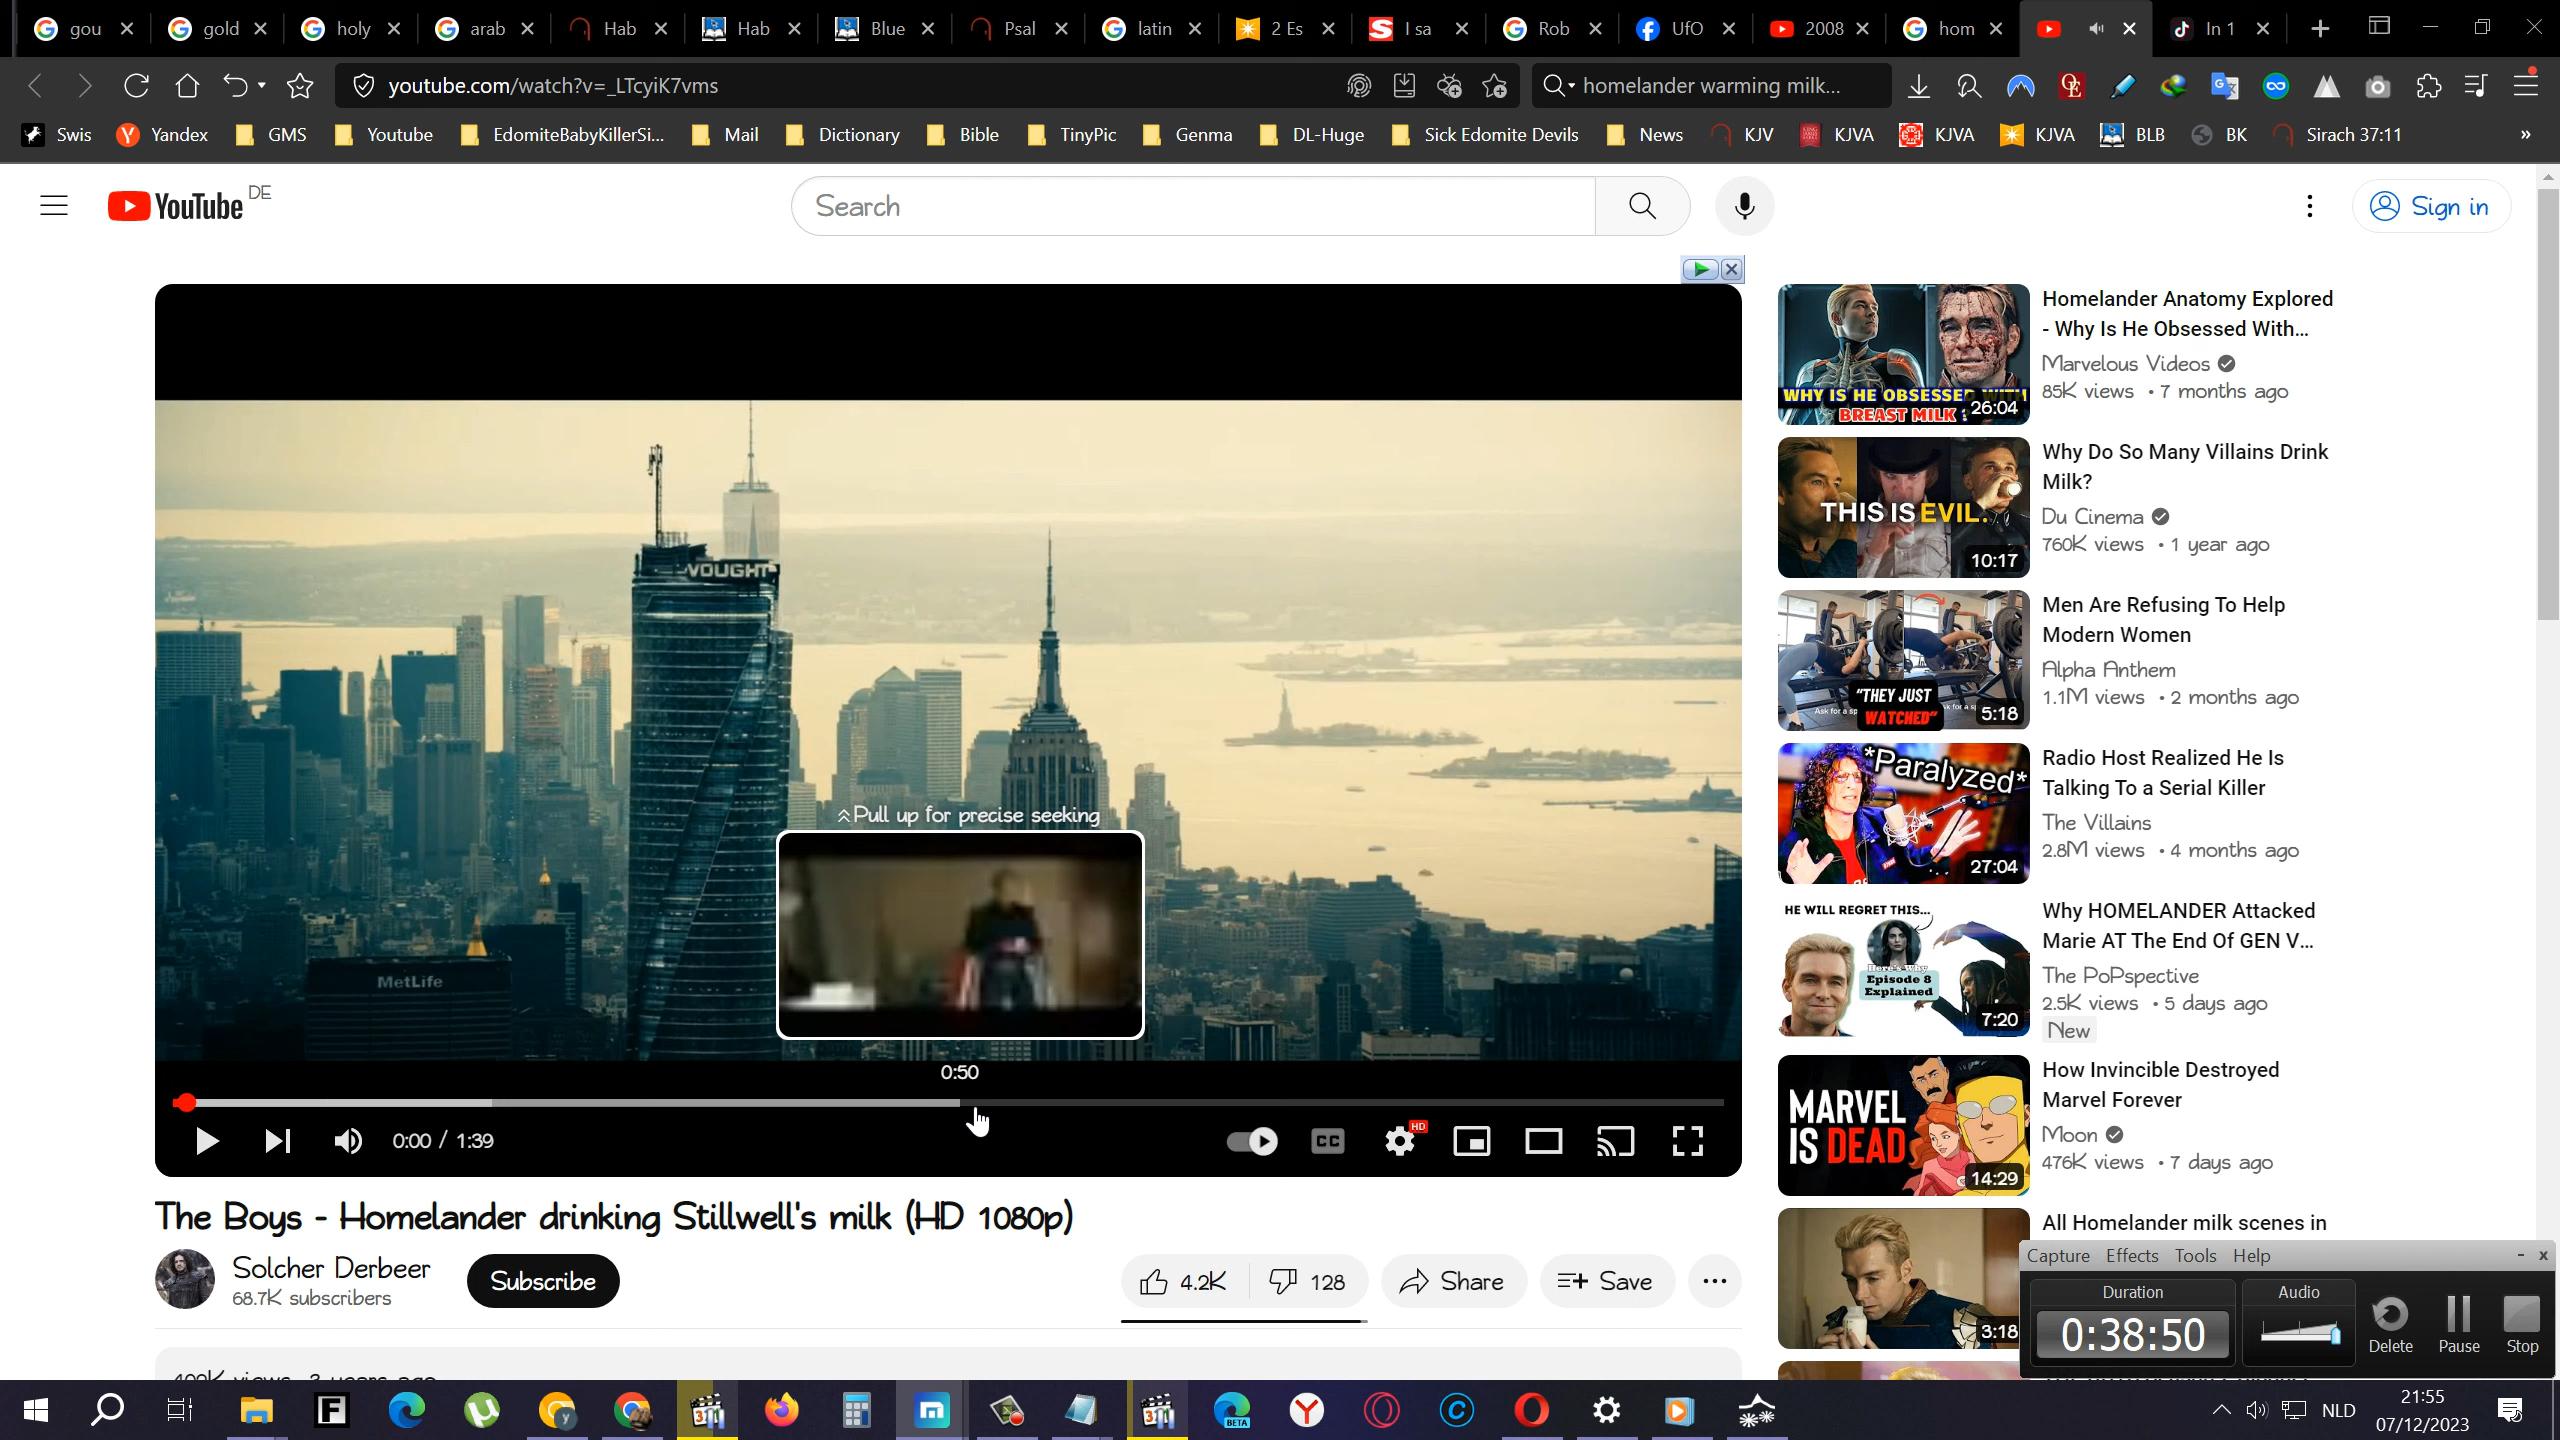 gou
gold
holy
arab
Hab
Hab
Blue
Psal
latin
2 Es
I sa
Rob
UfO
2008
hom
In 1
youtube.com/watch?v=_LTcyiK7vms
homelander warming milk...
Swis
Yandex
GMS
Youtube
EdomiteBabyKillerSi...
Mail
Dictionary
Bible
TinyPic
Genma
DL-Huge
Sick Edomite Devils
News
KJV
KJVA
KJVA
KJVA
BLB
BK
Sirach 37:11
»
YouTube DE
Search
Sign in
VOUGHT
MetLife
Pull up for precise seeking
0:50
0:00 / 1:39
CC
HD
The Boys - Homelander drinking Stillwell's milk (HD 1080p)
Solcher Derbeer
68.7K subscribers
Subscribe
4.2K
128
Share
Save
WHY IS HE OBSESSED WITH
BREAST MILK ?
26:04
Homelander Anatomy Explored
- Why Is He Obsessed With...
Marvelous Videos
85K views • 7 months ago
THIS IS EVIL.
10:17
Why Do So Many Villains Drink
Milk?
Du Cinema
760K views • 1 year ago
"THEY JUST
WATCHED"
5:18
Men Are Refusing To Help
Modern Women
Alpha Anthem
1.1M views • 2 months ago
*Paralyzed*
27:04
Radio Host Realized He Is
Talking To a Serial Killer
The Villains
2.8M views • 4 months ago
HE WILL REGRET THIS...
Here's Why
Episode 8
Explained
7:20
Why HOMELANDER Attacked
Marie AT The End Of GEN V...
The PoPspective
2.5K views • 5 days ago
New
MARVEL
IS DEAD
14:29
How Invincible Destroyed
Marvel Forever
Moon
476K views • 7 days ago
3:18
All Homelander milk scenes in
Capture Effects Tools Help
Duration
0:38:50
Audio
Delete
Pause
Stop
BETA
NLD
21:55
07/12/2023